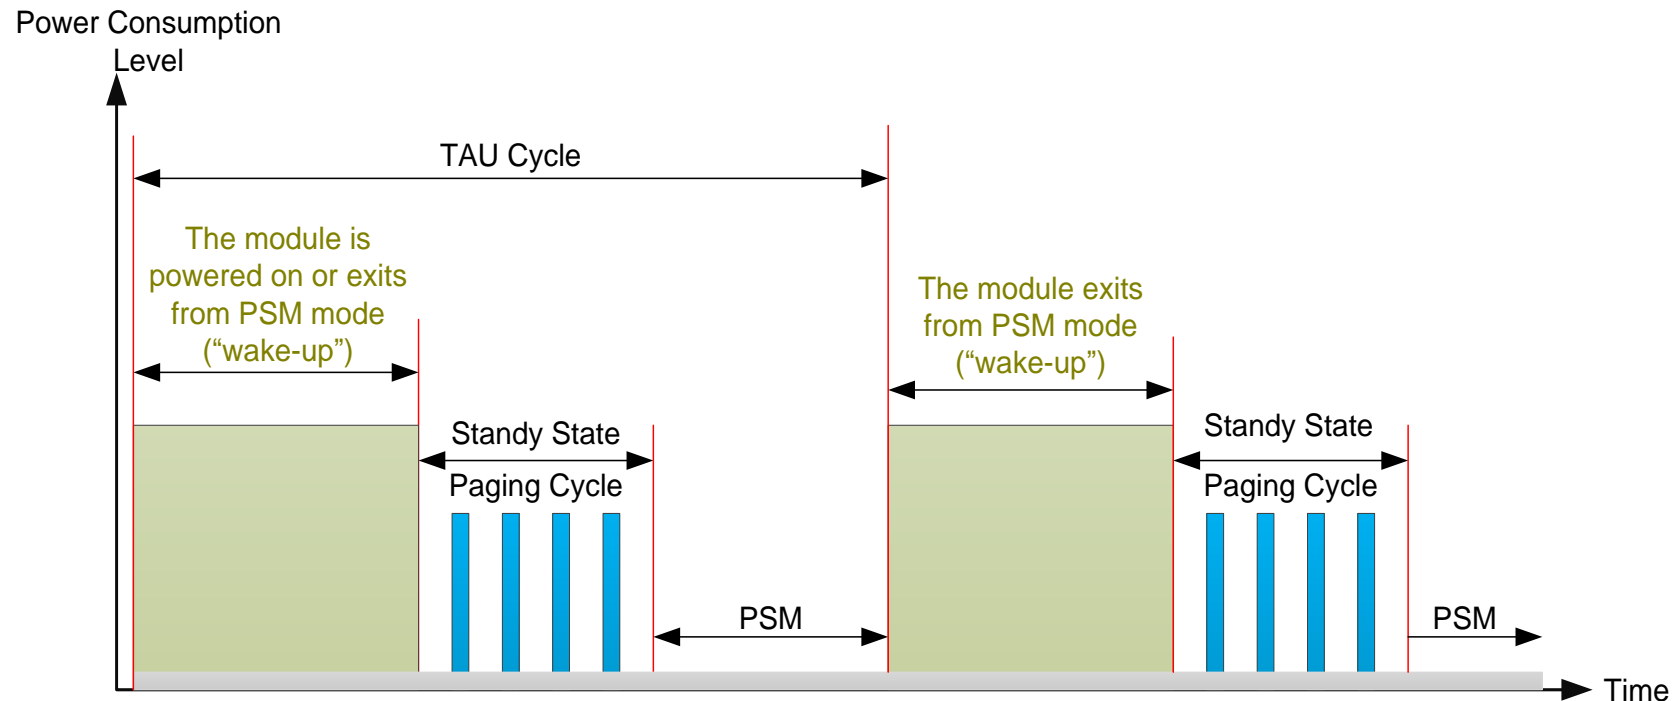 Power Consumption
Level
TAU Cycle
The module is
powered on or exits
from PSM mode
(“wake-up”)
The module exits
from PSM mode
(“wake-up”)
Standy State
Paging Cycle
Standy State
Paging Cycle
PSM
PSM
Time